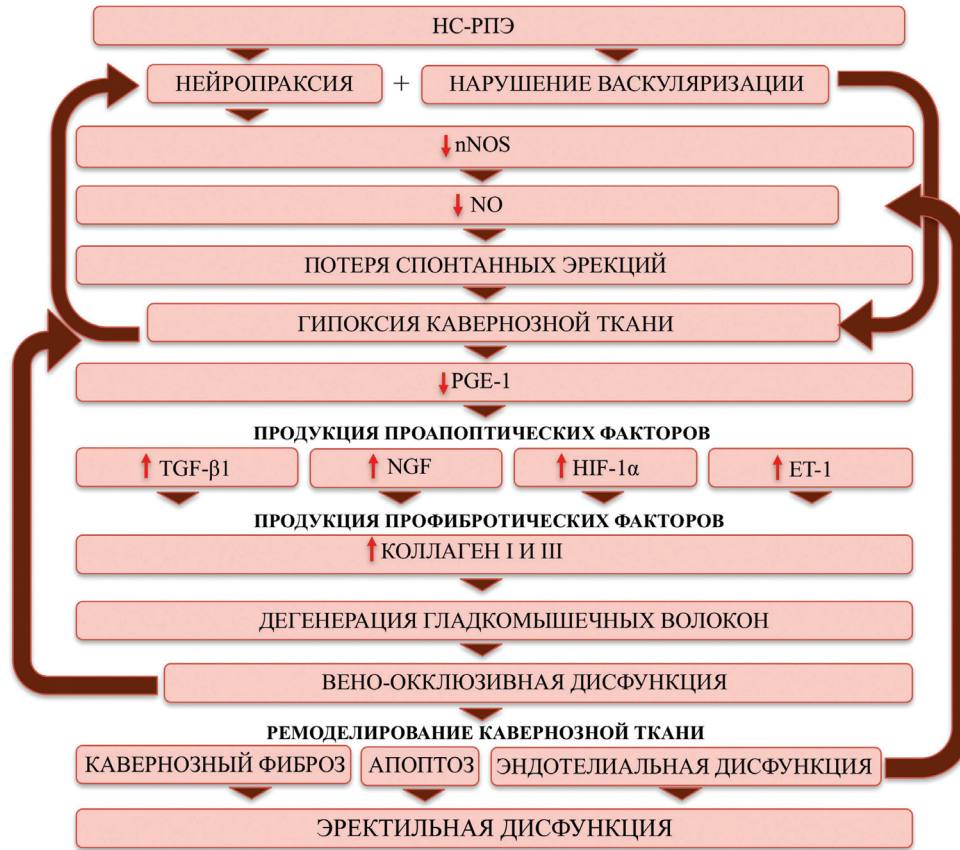 НС-РПЭ
НЕЙРОПРАКСИЯ + НАРУШЕНИЕ ВАСКУЛЯРИЗАЦИИ
↓ nNOS
↓ NO
ПОТЕРЯ СПОНТАННЫХ ЭРЕКЦИЙ
ГИПОКСИЯ КАВЕРНОЗНОЙ ТКАНИ
↓ PGE-1
ПРОДУКЦИЯ ПРОАПОПТИЧЕСКИХ ФАКТОРОВ
↑ TGF-β1 ↑ NGF ↑ HIF-1α ↑ ET-1
ПРОДУКЦИЯ ПРОФИБРОТИЧЕСКИХ ФАКТОРОВ
↑ КОЛЛАГЕН I И III
ДЕГЕНЕРАЦИЯ ГЛАДКОМЫШЕЧНЫХ ВОЛОКОН
ВЕНО-ОККЛЮЗИВНАЯ ДИСФУНКЦИЯ
РЕМОДЕЛИРОВАНИЕ КАВЕРНОЗНОЙ ТКАНИ
КАВЕРНОЗНЫЙ ФИБРОЗ АПОПТОЗ ЭНДОТЕЛИАЛЬНАЯ ДИСФУНКЦИЯ
ЭРЕКТИЛЬНАЯ ДИСФУНКЦИЯ